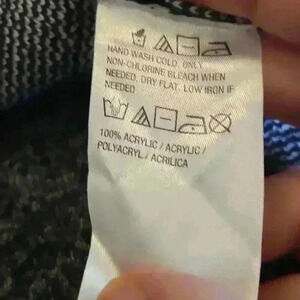 HAND WASH COLD. ONLY
NON-CHLORINE BLEACH WHEN
NEEDED. DRY FLAT. LOW IRON IF
NEEDED
100% ACRYLIC / ACRYLIC /
POLYACRYL / ACRILICA